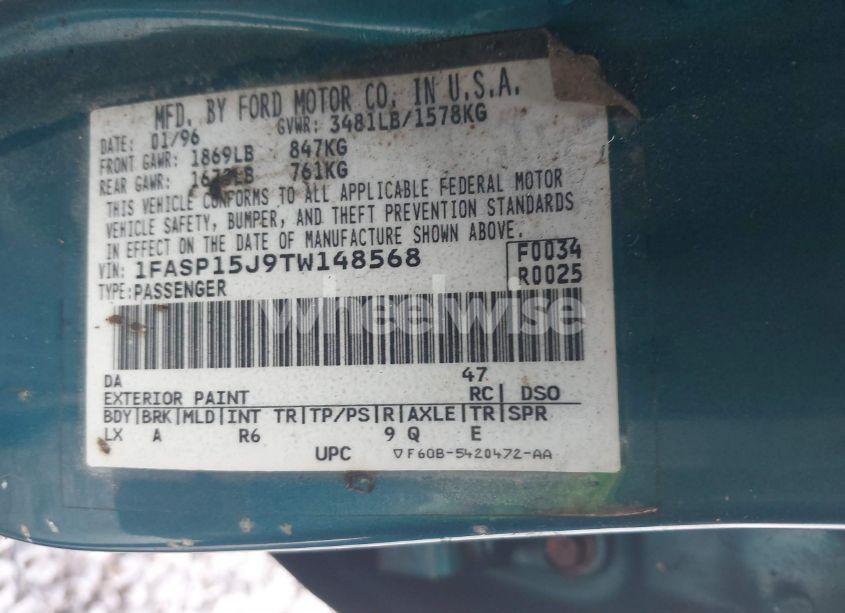 MFD. BY FORD MOTOR CO. IN U.S.A.
DATE: 01/96 GVWR: 3481LB/1578KG
FRONT GAWR: 1869LB 847KG
REAR GAWR: 761KG
THIS VEHICLE CONFORMS TO ALL APPLICABLE FEDERAL MOTOR
VEHICLE SAFETY, BUMPER, AND THEFT PREVENTION STANDARDS
IN EFFECT ON THE DATE OF MANUFACTURE SHOWN ABOVE.
VIN: 1FASP15J9TW148568 F0034
TYPE: PASSENGER R0025
wheelwise
DA 47
EXTERIOR PAINT RC| DSO
BDY|BRK|MLD|INT TR|TP/PS|R|AXLE|TR|SPR
LX A R6 9 Q E
UPC ▽F60B-5420472-AA